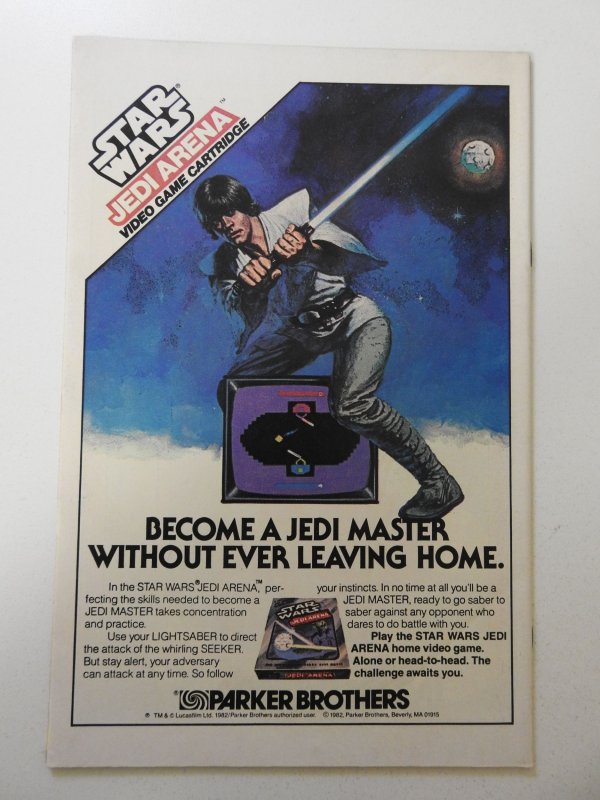 STAR
WARS®
JEDI ARENA™
VIDEO GAME CARTRIDGE
BECOME A JEDI MASTER
WITHOUT EVER LEAVING HOME.
In the STAR WARS® JEDI ARENA,™ per-
fecting the skills needed to become a
JEDI MASTER takes concentration
and practice.
Use your LIGHTSABER to direct
the attack of the whirling SEEKER.
But stay alert, your adversary
can attack at any time. So follow
your instincts. In no time at all you'll be a
JEDI MASTER, ready to go saber to
saber against any opponent who
dares to do battle with you.
Play the STAR WARS JEDI
ARENA home video game.
Alone or head-to-head. The
challenge awaits you.
STAR
WARS
JEDI ARENA
JEDI ARENA
PARKER BROTHERS
® TM & © Lucasfilm Ltd. 1982/Parker Brothers authorized user. © 1982, Parker Brothers, Beverly, MA 01915